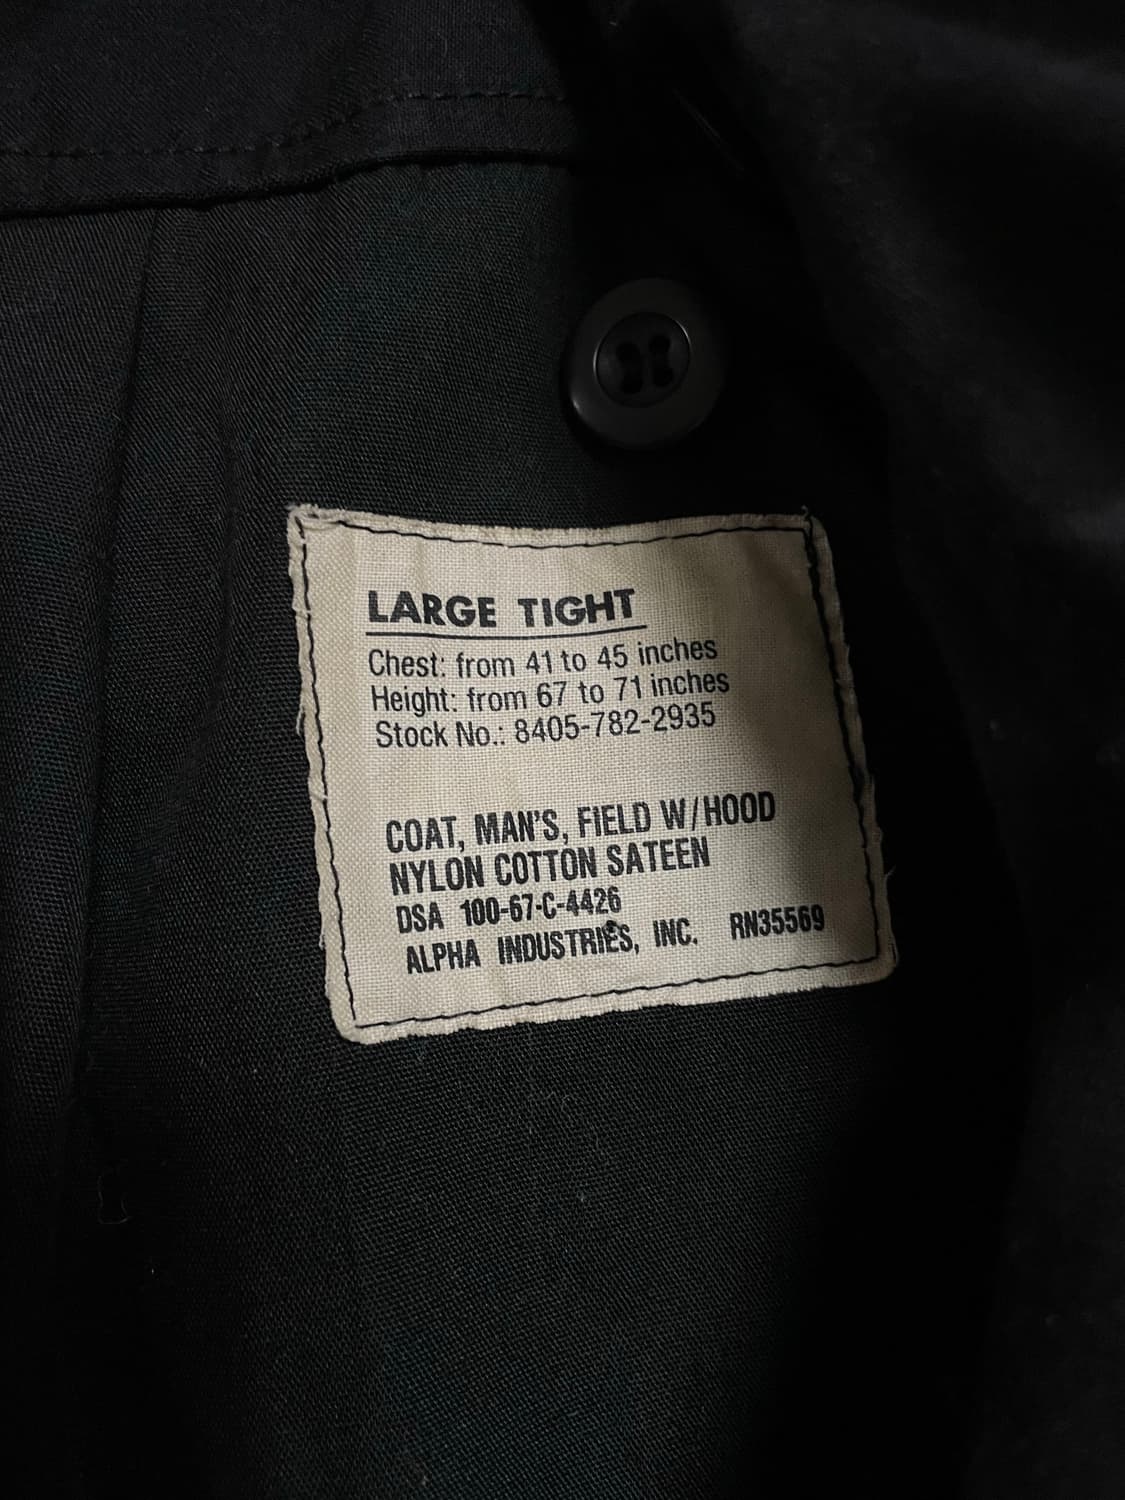 LARGE TIGHT
Chest: from 41 to 45 inches
Height: from 67 to 71 inches
Stock No.: 8405-782-2935
COAT, MAN'S, FIELD W/HOOD
NYLON COTTON SATEEN
DSA 100-67-C-4426
ALPHA INDUSTRIES, INC. RN35569